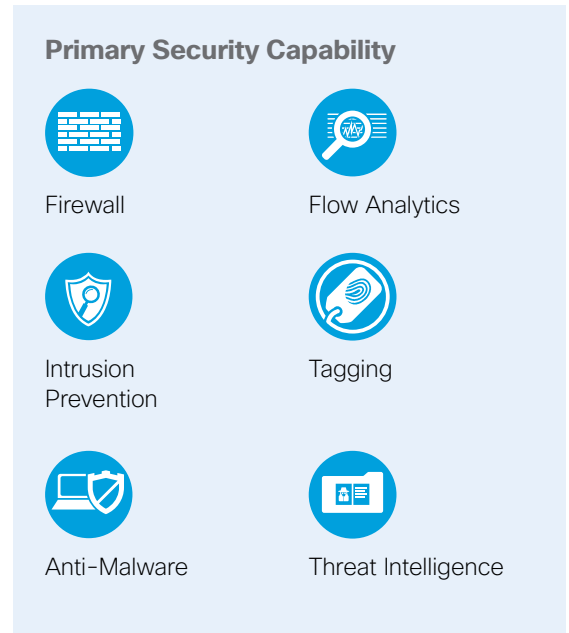 Primary Security Capability
Firewall
Flow Analytics
Intrusion
Prevention
Tagging
Anti-Malware
Threat Intelligence